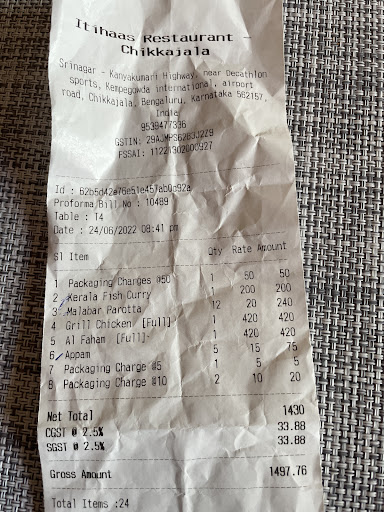 Itihaas Restaurant -
Chikkajala
Srinagar - Kanyakumari Highway, near Decathlon
sports, Kempegowda international, airport
road, Chikkajala, Bengaluru, Karnataka 562157,
India
9539477336
GSTIN:
FSSAI: 11221302000927
Id :
Proforma Bill No : 10489
Table : T4
Date : 24/06/2022 08:41 pm
Sl Item Qty Rate Amount
1 Packaging Charges @50 1 50 50
2 Kerala Fish Curry 1 200 200
3 Malabar Parotta 12 20 240
4 Grill Chicken [Full] 1 420 420
5 Al Faham [Full] 1 420 420
6 Appam 5 15 75
7 Packaging Charge @5 1 5 5
8 Packaging Charge @10 2 10 20
Net Total 1430
CGST @ 2.5% 33.88
SGST @ 2.5% 33.88
Gross Amount 1497.76
Total Items :24